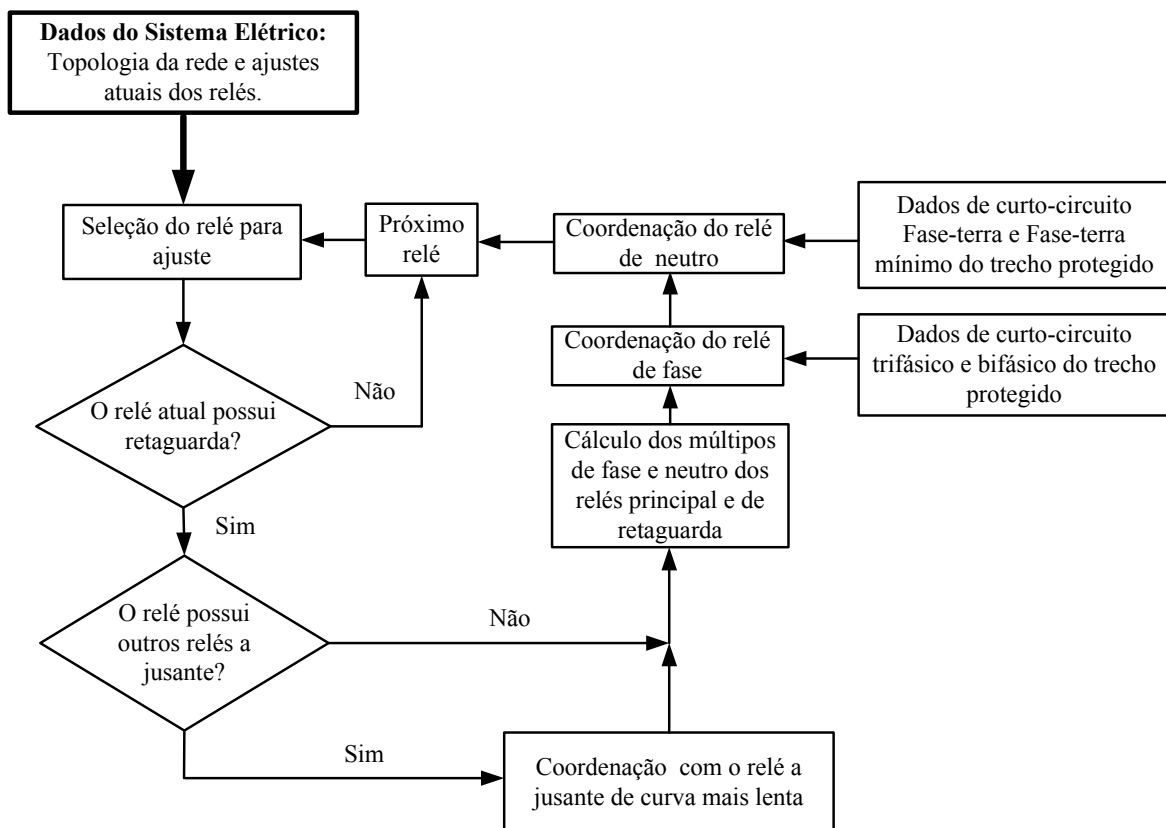 Dados do Sistema Elétrico:
Topologia da rede e ajustes
atuais dos relés.
Seleção do relé para
ajuste
Próximo
relé
Coordenação do relé
de neutro
Dados de curto-circuito
Fase-terra e Fase-terra
mínimo do trecho protegido
Coordenação do relé
de fase
Dados de curto-circuito
trifásico e bifásico do trecho
protegido
O relé atual possui
retaguarda?
Não
Cálculo dos múltipos
de fase e neutro dos
relés principal e de
retaguarda
Sim
O relé possui
outros relés a
jusante?
Não
Sim
Coordenação com o relé a
jusante de curva mais lenta